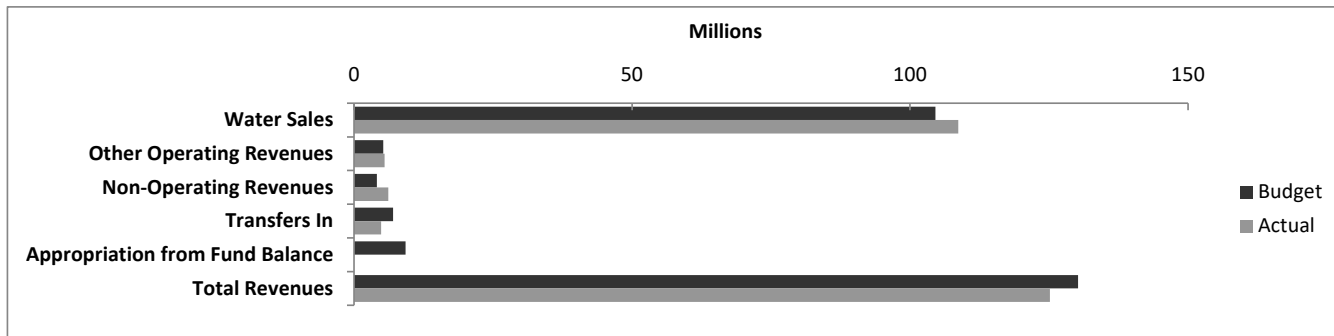 Millions
0 50 100 150
Water Sales
Other Operating Revenues
Non-Operating Revenues
Transfers In
Appropriation from Fund Balance
Total Revenues
Budget
Actual